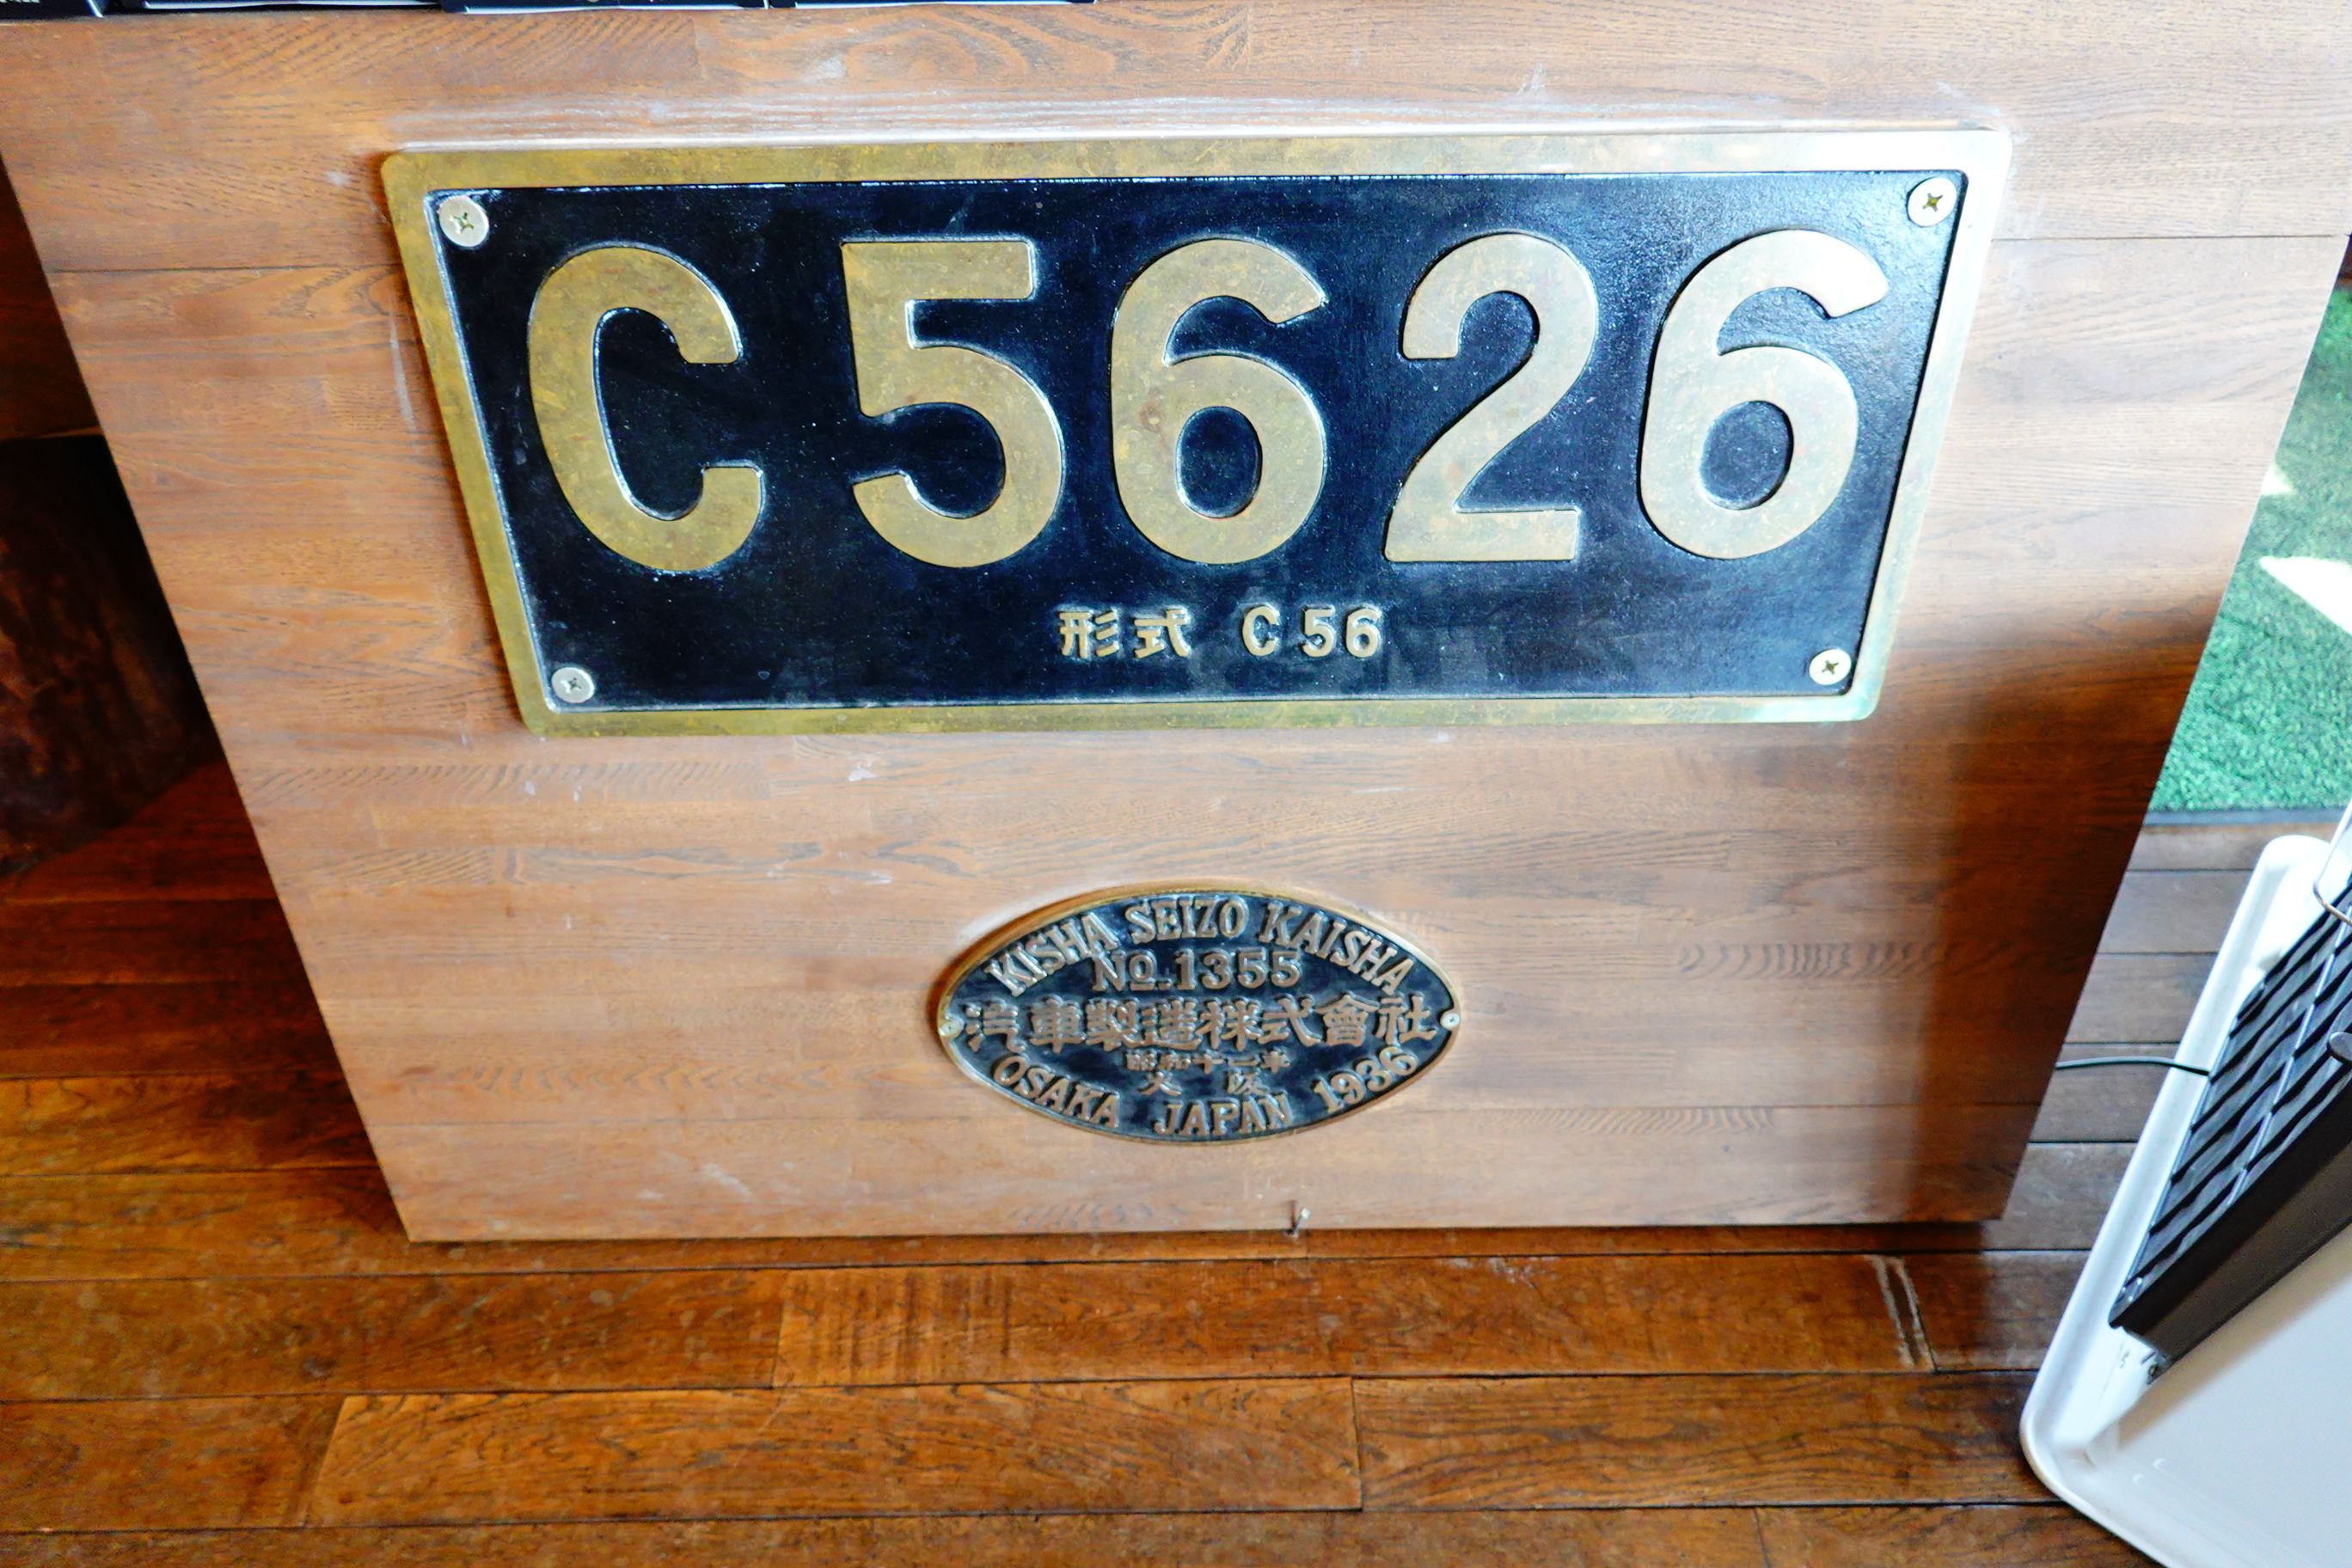 C5626
形式 C56
KISHA SEIZO KAISHA
No.1355
汽車製造株式會社
昭和十一年
大阪
OSAKA JAPAN 1936